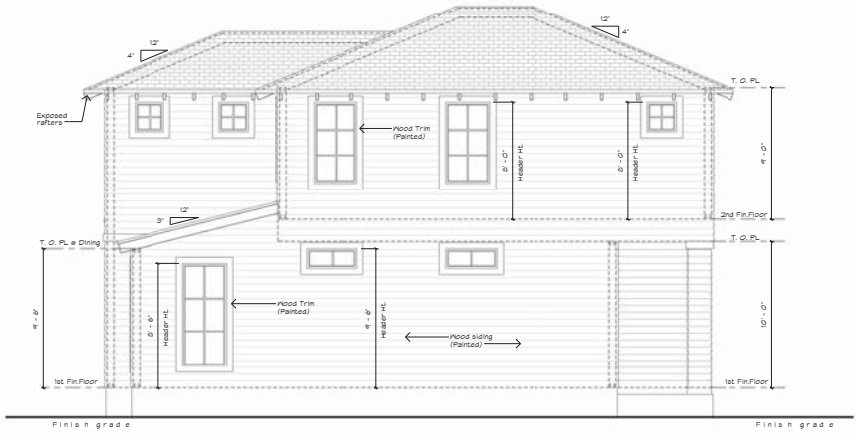 12'
4"
12'
4"
T. O. PL
Exposed
rafters
Wood Trim
(Painted)
8' - 0"
Header Ht.
8' - 0"
Header Ht.
9' - 0"
12'
3"
2nd Fin.Floor
T. O. PL @ Dining
T. O. PL
9' - 6"
8' - 6"
Header Ht.
Wood Trim
(Painted)
9' - 6"
Header Ht.
Wood siding
(Painted)
10' - 0"
1st Fin.Floor
1st Fin.Floor
Finish grade
Finish grade